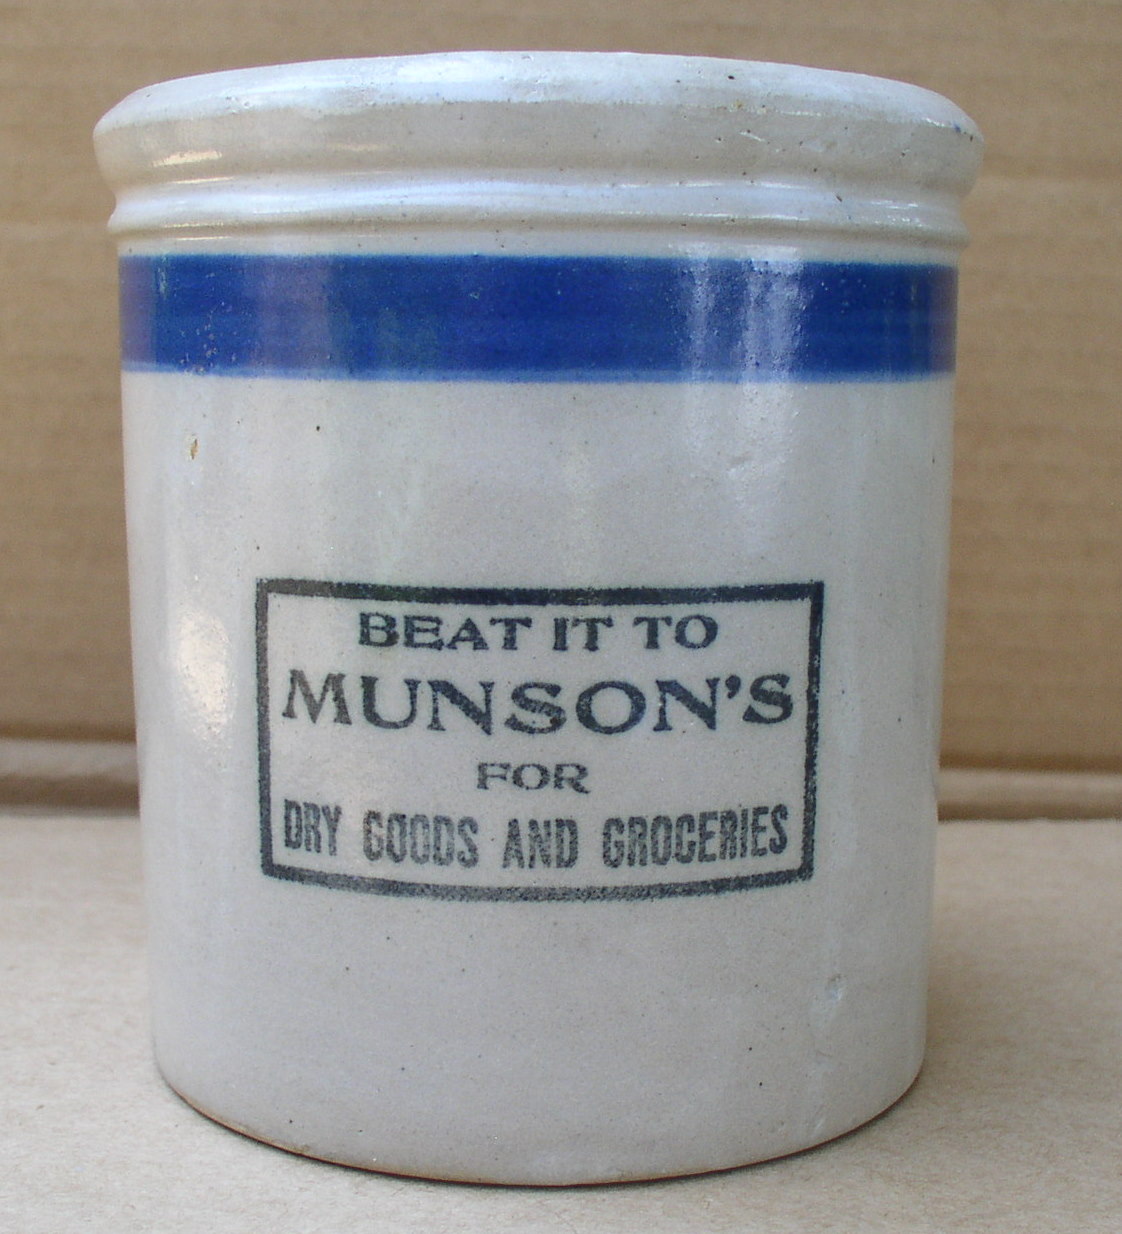 BEAT IT TO
MUNSON'S
FOR
DRY GOODS AND GROCERIES